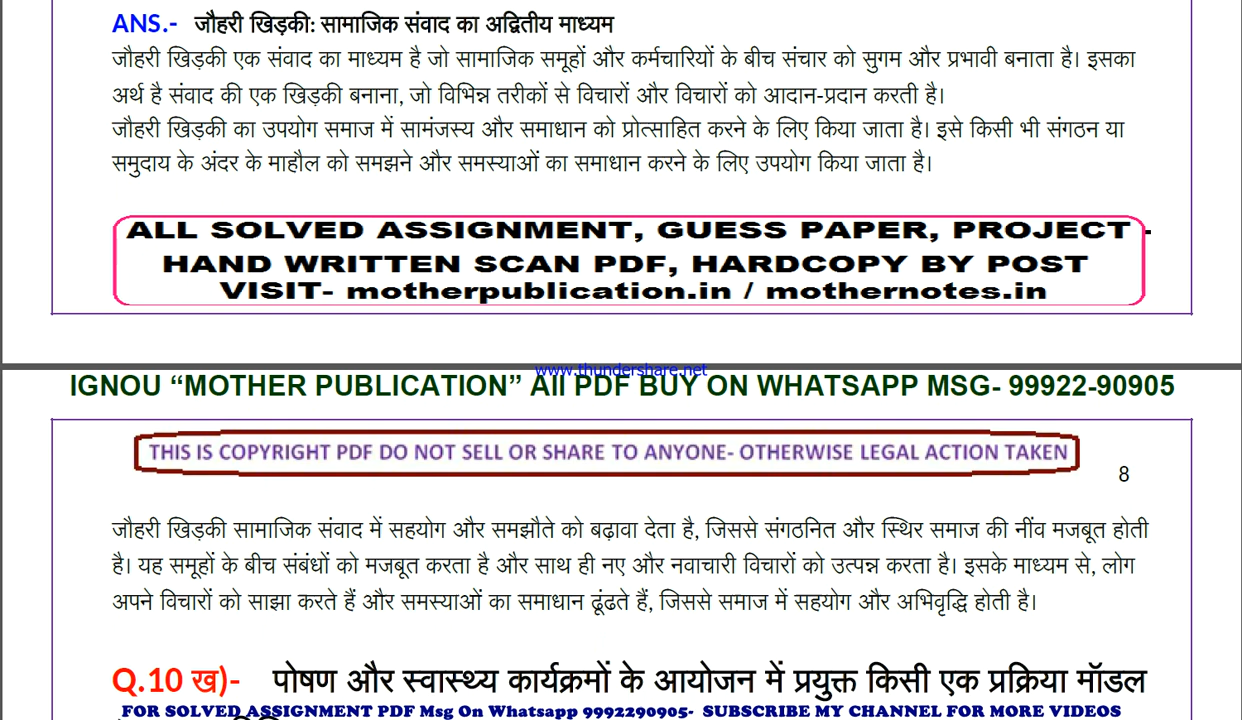 ANS.- जौहरी खिड़की: सामाजिक संवाद का अद्वितीय माध्यम
जौहरी खिड़की एक संवाद का माध्यम है जो सामाजिक समूहों और कर्मचारियों के बीच संचार को सुगम और प्रभावी बनाता है। इसका
अर्थ है संवाद की एक खिड़की बनाना, जो विभिन्न तरीकों से विचारों और विचारों को आदान-प्रदान करती है।
जौहरी खिड़की का उपयोग समाज में सामंजस्य और समाधान को प्रोत्साहित करने के लिए किया जाता है। इसे किसी भी संगठन या
समुदाय के अंदर के माहौल को समझने और समस्याओं का समाधान करने के लिए उपयोग किया जाता है।
ALL SOLVED ASSIGNMENT, GUESS PAPER, PROJECT -
HAND WRITTEN SCAN PDF, HARDCOPY BY POST
VISIT- motherpublication.in / mothernotes.in
www.thundershare.net
IGNOU “MOTHER PUBLICATION” All PDF BUY ON WHATSAPP MSG- 99922-90905
THIS IS COPYRIGHT PDF DO NOT SELL OR SHARE TO ANYONE- OTHERWISE LEGAL ACTION TAKEN
8
जौहरी खिड़की सामाजिक संवाद में सहयोग और समझौते को बढ़ावा देता है, जिससे संगठनित और स्थिर समाज की नींव मजबूत होती
है। यह समूहों के बीच संबंधों को मजबूत करता है और साथ ही नए और नवाचारी विचारों को उत्पन्न करता है। इसके माध्यम से, लोग
अपने विचारों को साझा करते हैं और समस्याओं का समाधान ढूंढते हैं, जिससे समाज में सहयोग और अभिवृद्धि होती है।
Q.10 ख)- पोषण और स्वास्थ्य कार्यक्रमों के आयोजन में प्रयुक्त किसी एक प्रक्रिया मॉडल
FOR SOLVED ASSIGNMENT PDF Msg On Whatsapp 9992290905- SUBSCRIBE MY CHANNEL FOR MORE VIDEOS